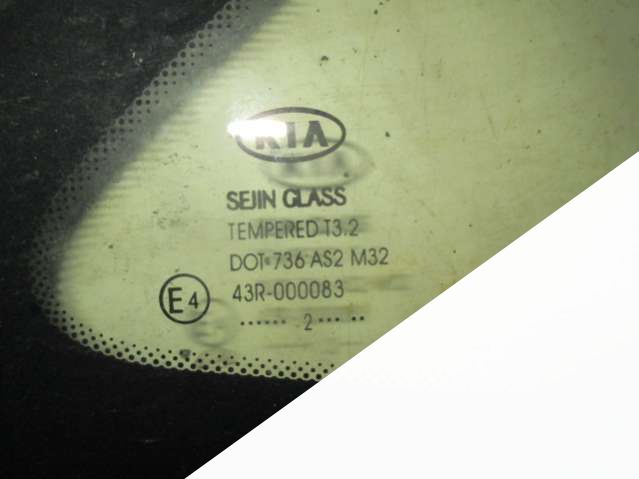 KIA
SEJIN GLASS
TEMPERED T3.2
DOT 736 AS2 M32
E4 43R-000083
······ 2 ··· ··